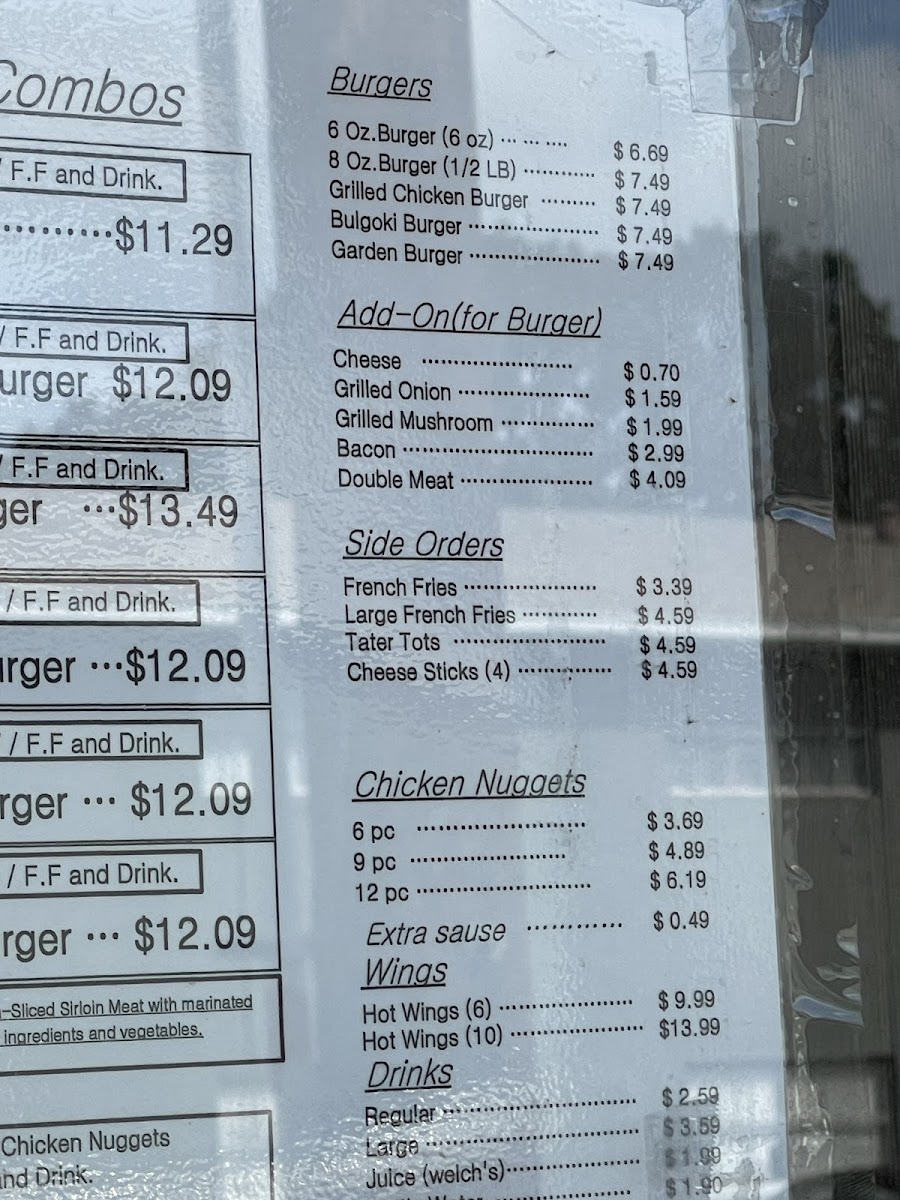 Combos
F.F and Drink.
$11.29
/ F.F and Drink.
urger $12.09
/ F.F and Drink.
ger $13.49
/ F.F and Drink.
urger $12.09
/ F.F and Drink.
rger $12.09
/ F.F and Drink.
rger $12.09
-Sliced Sirloin Meat with marinated
ingredients and vegetables.
Chicken Nuggets
and Drink.
Burgers
6 Oz.Burger (6 oz) $ 6.69
8 Oz.Burger (1/2 LB) $ 7.49
Grilled Chicken Burger $ 7.49
Bulgoki Burger $ 7.49
Garden Burger $ 7.49
Add-On(for Burger)
Cheese $ 0.70
Grilled Onion $ 1.59
Grilled Mushroom $ 1.99
Bacon $ 2.99
Double Meat $ 4.09
Side Orders
French Fries $ 3.39
Large French Fries $ 4.59
Tater Tots $ 4.59
Cheese Sticks (4) $ 4.59
Chicken Nuggets
6 pc $ 3.69
9 pc $ 4.89
12 pc $ 6.19
Extra sause $ 0.49
Wings
Hot Wings (6) $ 9.99
Hot Wings (10) $13.99
Drinks
Regular $ 2.59
Large $ 3.59
Juice (welch's) $ 1.99
$ 1.90